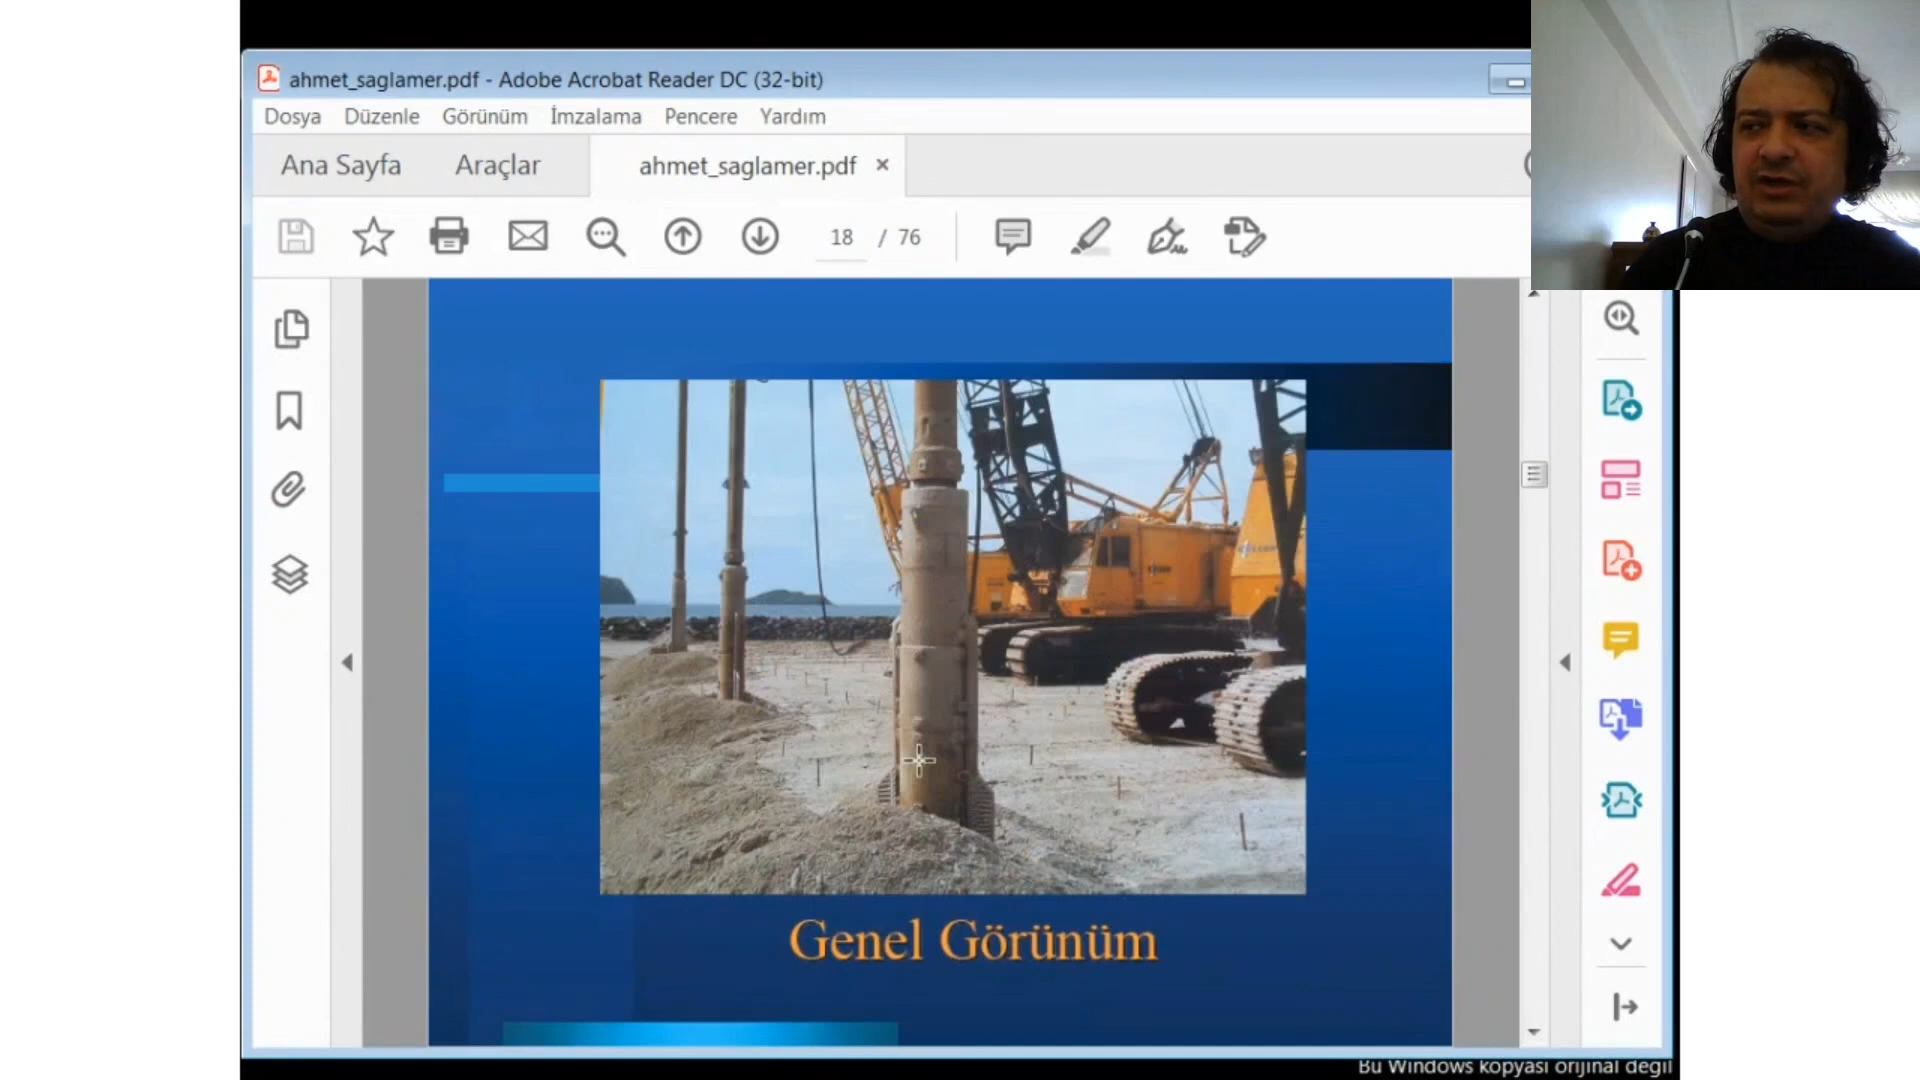 ahmet_saglamer.pdf - Adobe Acrobat Reader DC (32-bit)
Dosya Düzenle Görünüm İmzalama Pencere Yardım
Ana Sayfa Araçlar ahmet_saglamer.pdf ×
18 / 76
Genel Görünüm
Bu Windows kopyası orijinal değil